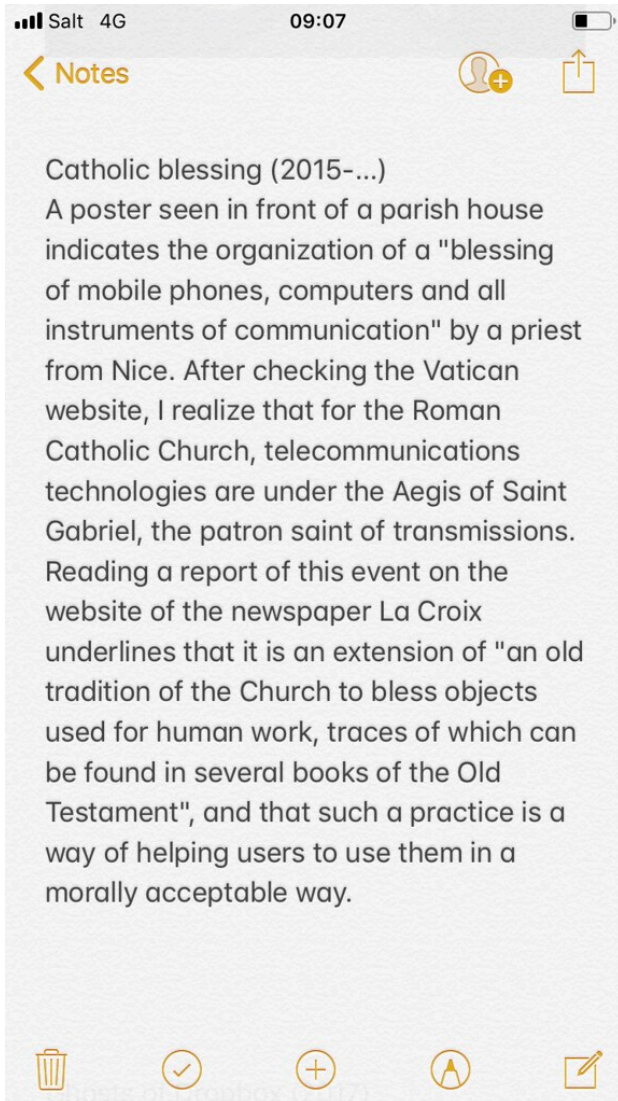 Salt 4G 09:07
Notes
Catholic blessing (2015-...)
A poster seen in front of a parish house
indicates the organization of a "blessing
of mobile phones, computers and all
instruments of communication" by a priest
from Nice. After checking the Vatican
website, I realize that for the Roman
Catholic Church, telecommunications
technologies are under the Aegis of Saint
Gabriel, the patron saint of transmissions.
Reading a report of this event on the
website of the newspaper La Croix
underlines that it is an extension of "an old
tradition of the Church to bless objects
used for human work, traces of which can
be found in several books of the Old
Testament", and that such a practice is a
way of helping users to use them in a
morally acceptable way.
Ghosts of Dropbox (2017)